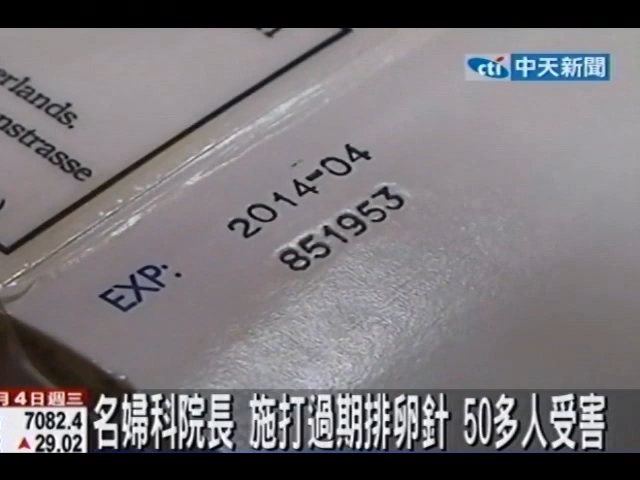 erlands.
nstrasse
cti 中天新聞
2014-04
851953
EXP:
月4日週三
7082.4
▲29.02
名婦科院長 施打過期排卵針 50多人受害